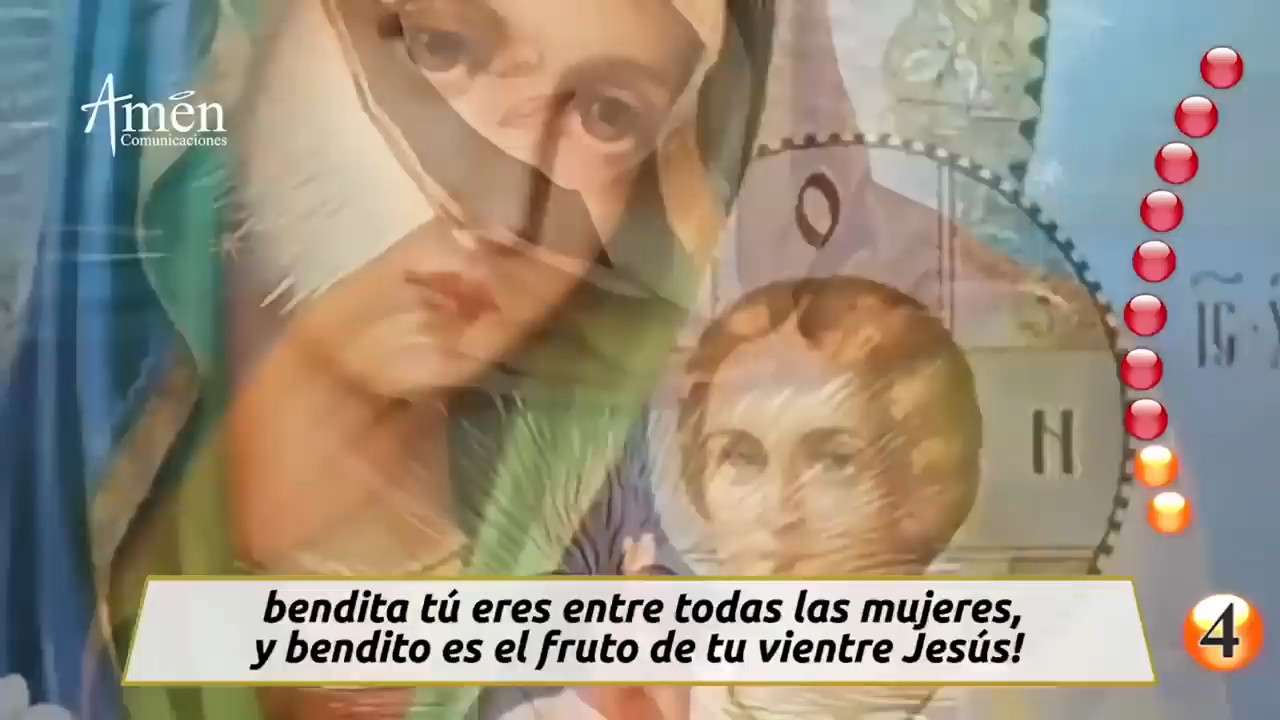 Amén
Comunicaciones
O
N
bendita tú eres entre todas las mujeres,
y bendito es el fruto de tu vientre Jesús!
4